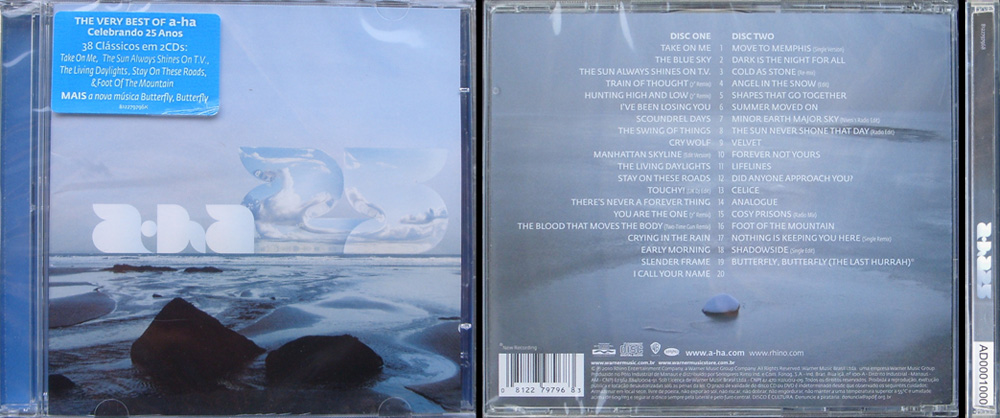 THE VERY BEST OF a-ha
Celebrando 25 Anos
38 Clássicos em 2CDs:
Take On Me, The Sun Always Shines On T.V.,
The Living Daylights, Stay On These Roads,
& Foot Of The Mountain
MAIS a nova música Butterfly, Butterfly
81227979684
a-ha
25
DISC ONE
TAKE ON ME 1
THE BLUE SKY 2
THE SUN ALWAYS SHINES ON T.V. 3
TRAIN OF THOUGHT (7" Remix) 4
HUNTING HIGH AND LOW (7" Remix) 5
I'VE BEEN LOSING YOU 6
SCOUNDREL DAYS 7
THE SWING OF THINGS 8
CRY WOLF 9
MANHATTAN SKYLINE (Edit Version) 10
THE LIVING DAYLIGHTS 11
STAY ON THESE ROADS 12
TOUCHY! (UK DJ Edit) 13
THERE'S NEVER A FOREVER THING 14
YOU ARE THE ONE (7" Remix) 15
THE BLOOD THAT MOVES THE BODY (Two-Time Gun Remix) 16
CRYING IN THE RAIN 17
EARLY MORNING 18
SLENDER FRAME 19
I CALL YOUR NAME 20
DISC TWO
1 MOVE TO MEMPHIS (Single Version)
2 DARK IS THE NIGHT FOR ALL
3 COLD AS STONE (Re-Mix)
4 ANGEL IN THE SNOW (Edit)
5 SHAPES THAT GO TOGETHER
6 SUMMER MOVED ON
7 MINOR EARTH MAJOR SKY (Niven's Radio Edit)
8 THE SUN NEVER SHONE THAT DAY (Radio Edit)
9 VELVET
10 FOREVER NOT YOURS
11 LIFELINES
12 DID ANYONE APPROACH YOU?
13 CELICE
14 ANALOGUE
15 COSY PRISONS (Radio Mix)
16 FOOT OF THE MOUNTAIN
17 NOTHING IS KEEPING YOU HERE (Single Remix)
18 SHADOWSIDE (Single Edit)
19 BUTTERFLY, BUTTERFLY (THE LAST HURRAH)*
*New Recording
www.a-ha.com www.rhino.com
www.warnermusic.com.br www.warnermusicstore.com.br
0 81227 97968 3
a-ha
AD0001000